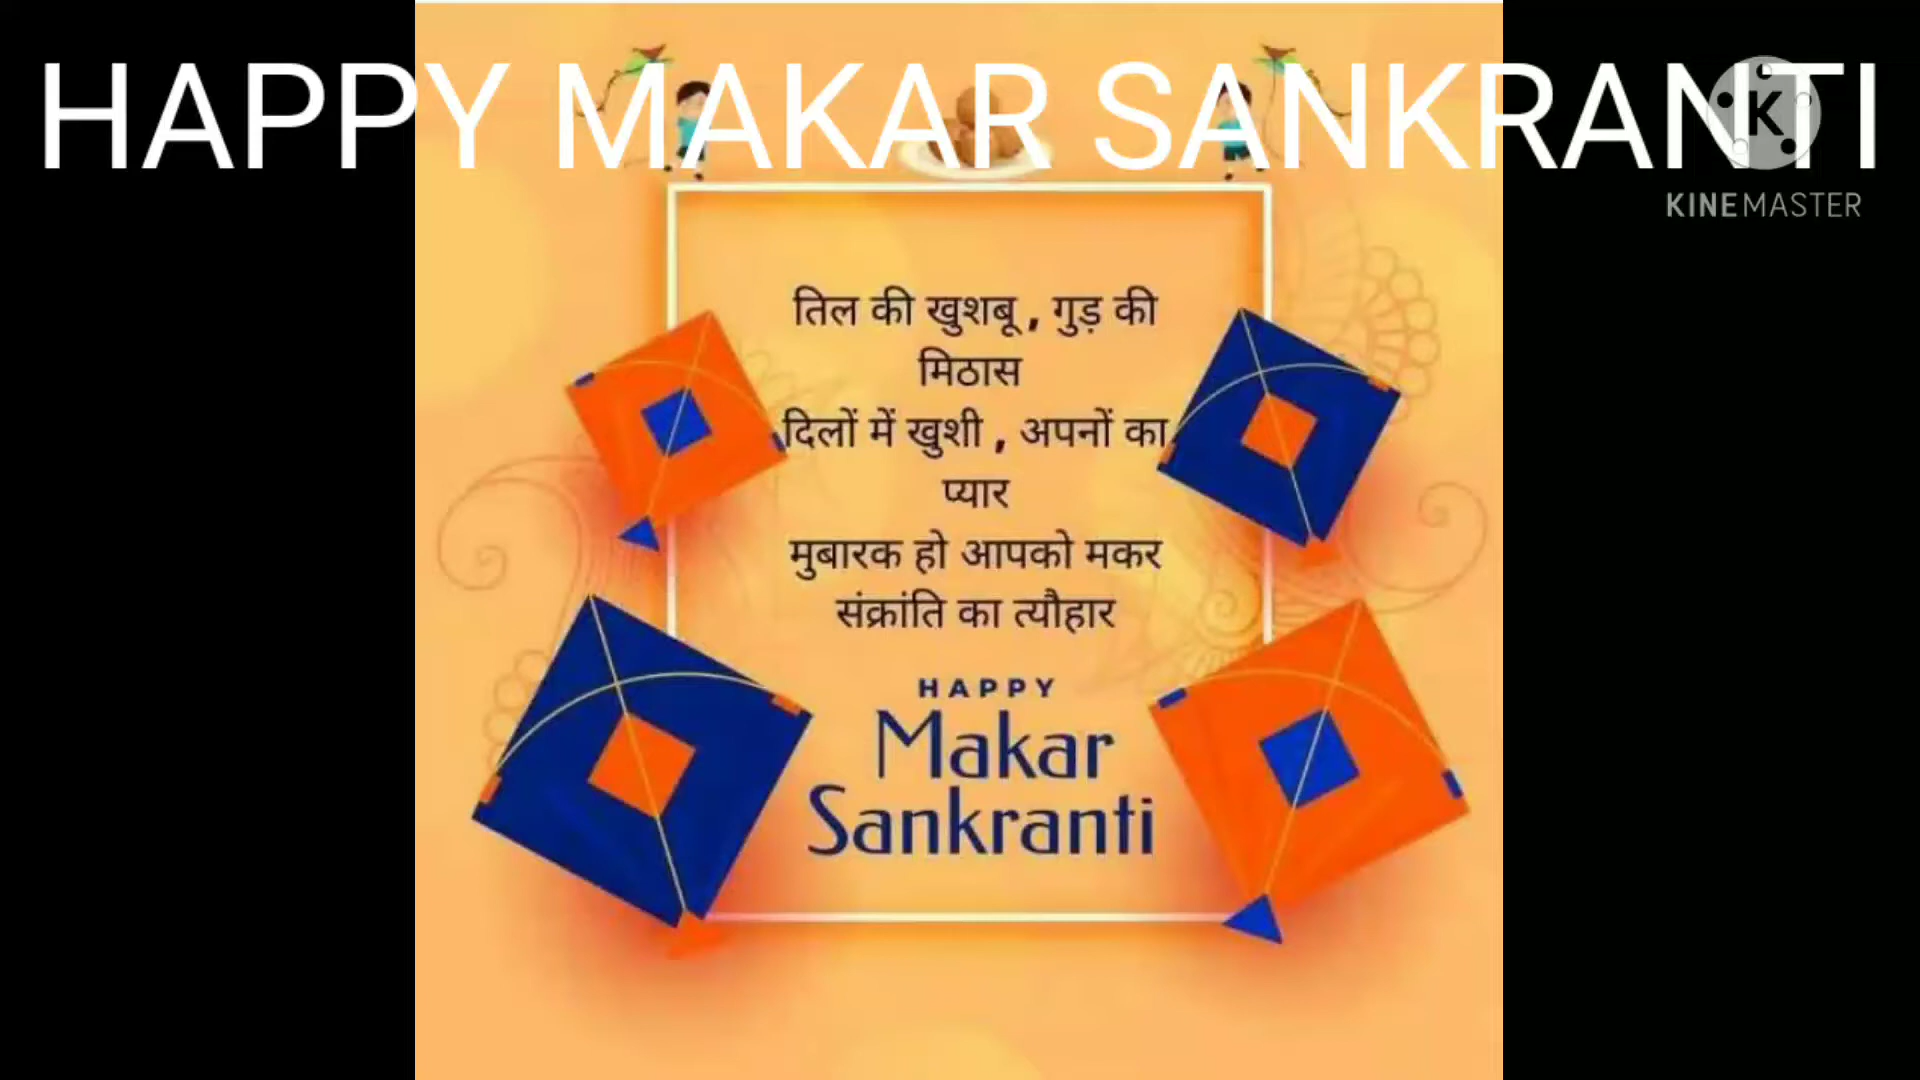 HAPPY MAKAR SANKRANTI
K
KINEMASTER
तिल की खुशबू , गुड़ की
मिठास
दिलों में खुशी , अपनों का
प्यार
मुबारक हो आपको मकर
संक्रांति का त्यौहार
HAPPY
Makar
Sankranti